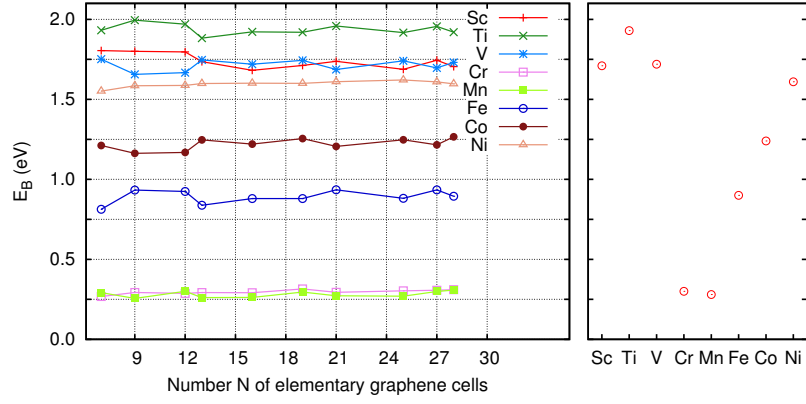 E_B (eV)
2.0
1.5
1.0
0.5
0.0
Sc
Ti
V
Cr
Mn
Fe
Co
Ni
9 12 15 18 21 24 27 30
Number N of elementary graphene cells
Sc Ti V Cr Mn Fe Co Ni